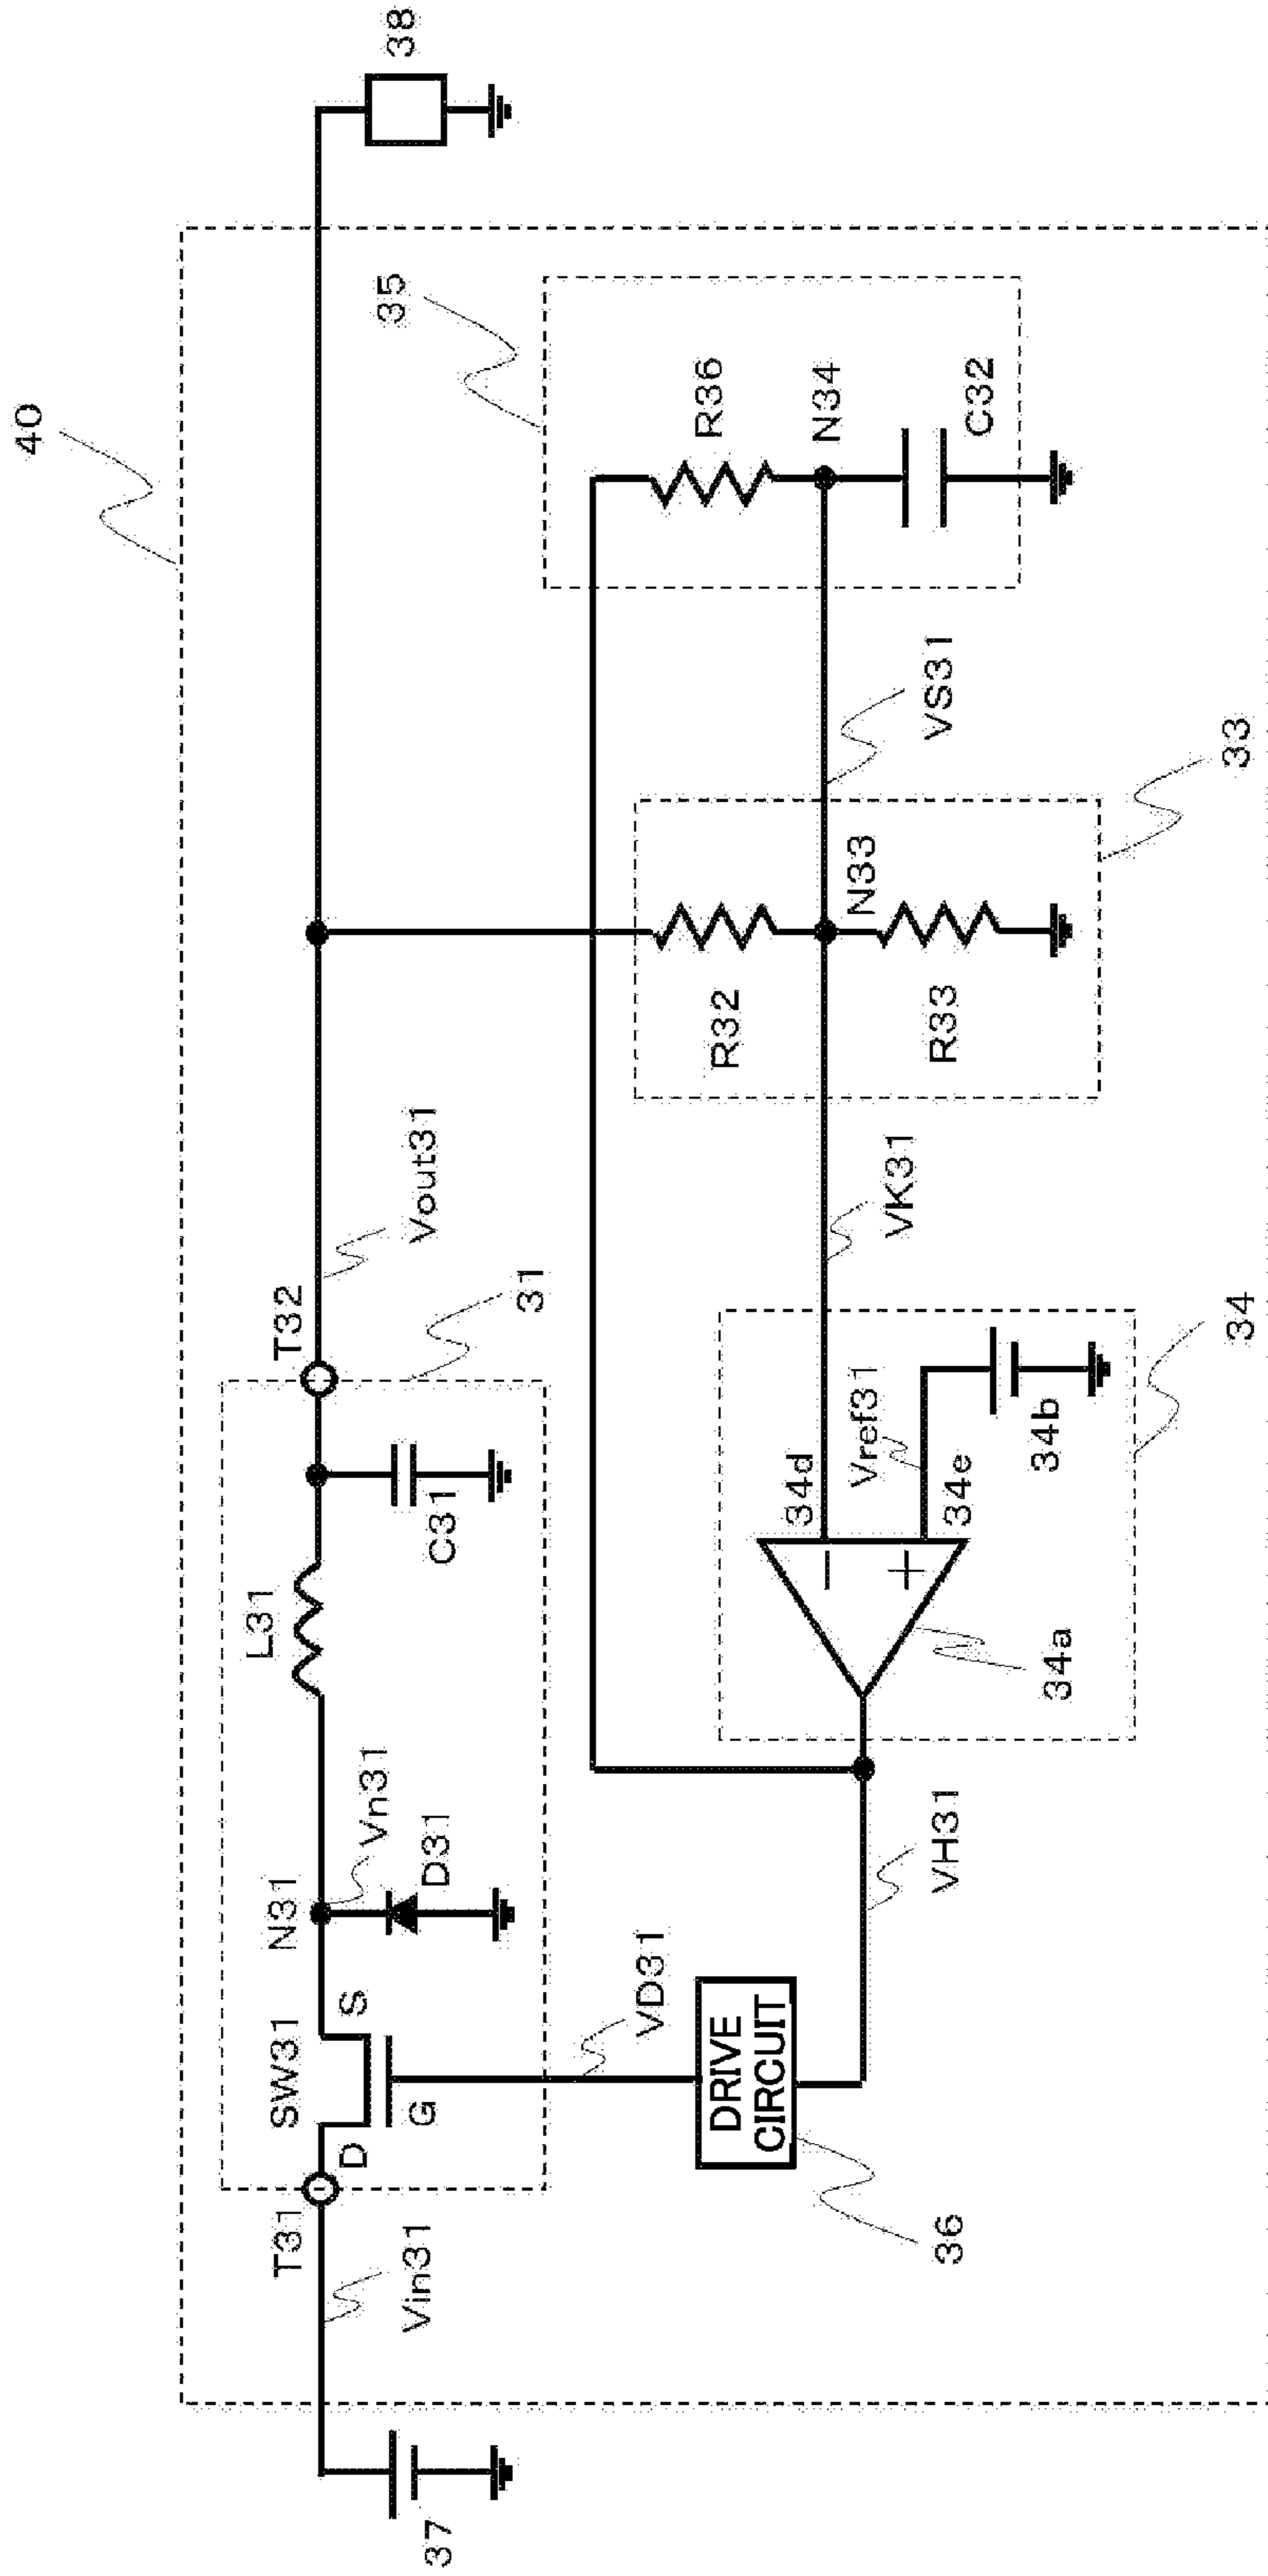 40
38
35
T32
Vout31
31
L31
C31
N31
Vn31
D31
SW31
S
D
G
T31
Vin31
37
R36
N34
C32
VS31
33
N33
R32
R33
VK31
34
Vref31
34d
34e
34b
−
+
34a
VH31
VD31
DRIVE
CIRCUIT
36